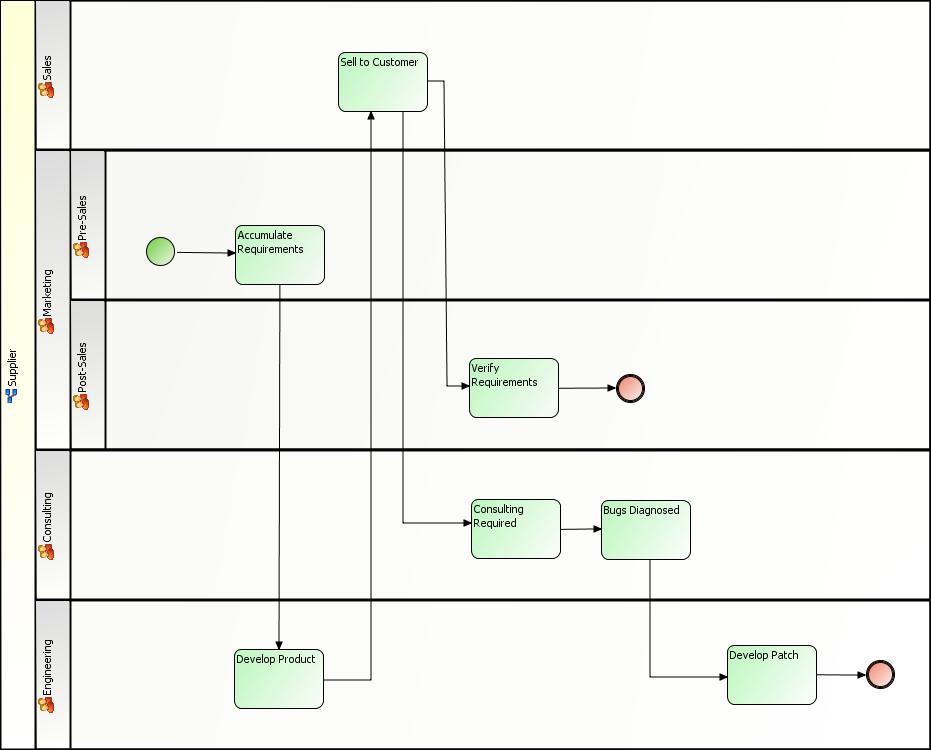 Supplier
Sales
Sell to Customer
Marketing
Pre-Sales
Accumulate
Requirements
Post-Sales
Verify
Requirements
Consulting
Consulting
Required
Bugs Diagnosed
Engineering
Develop Product
Develop Patch